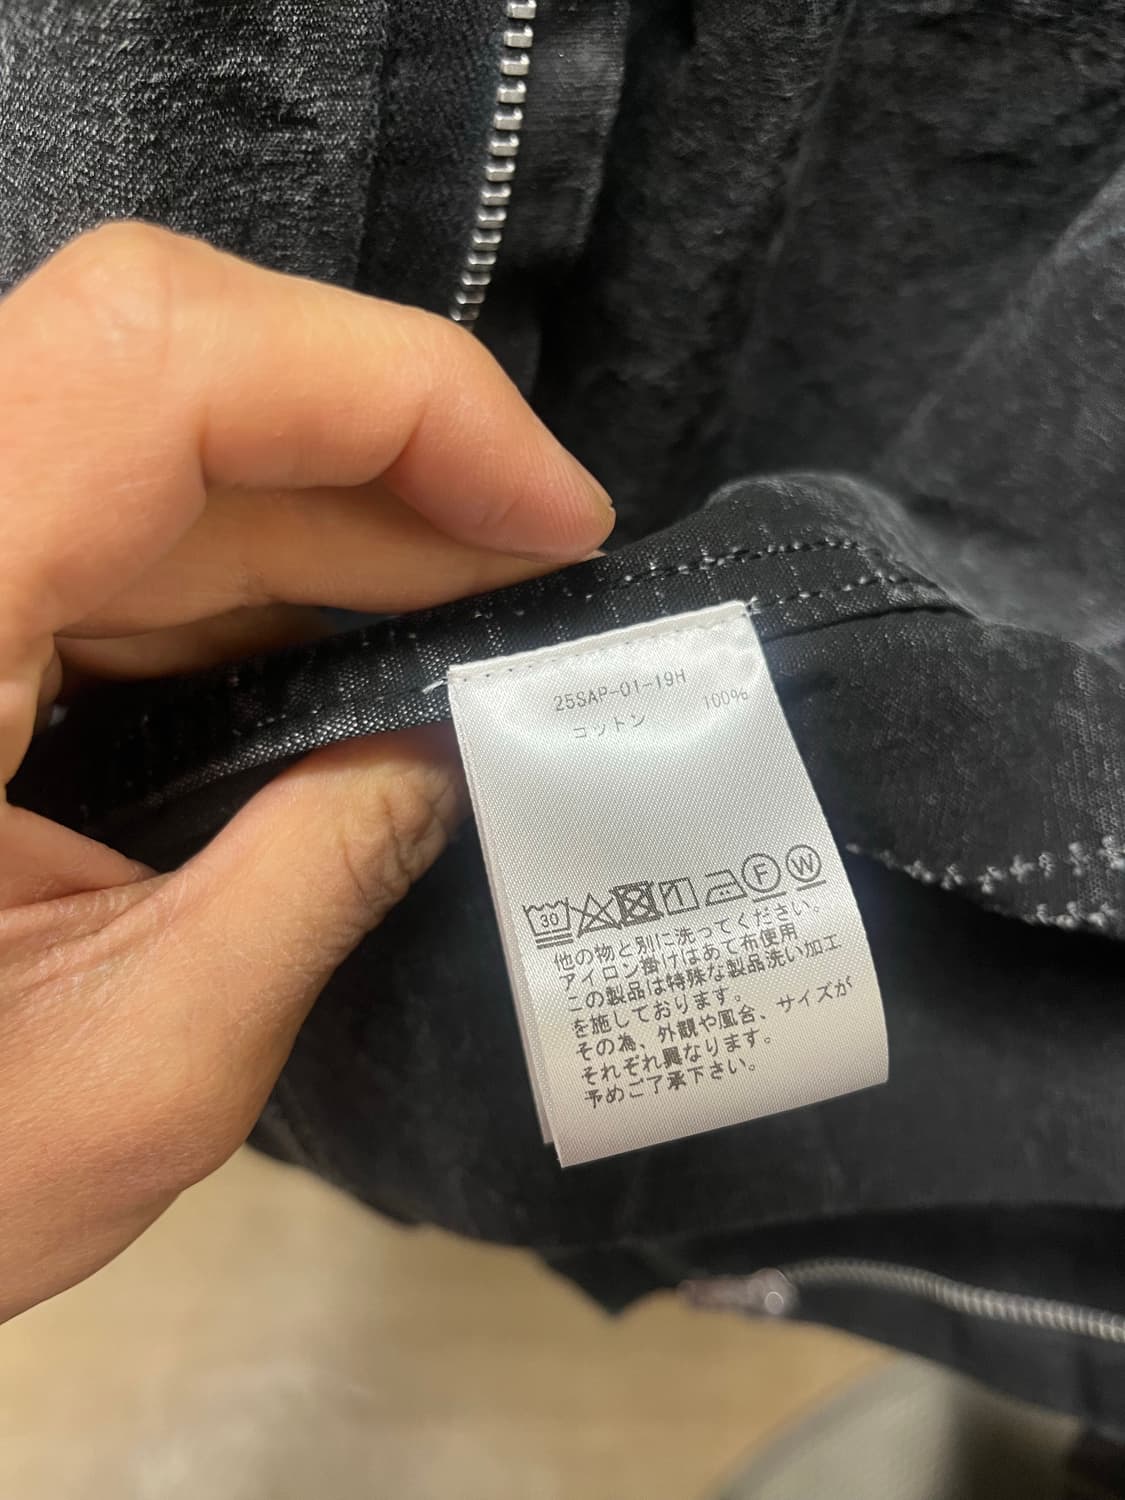 25SAP-01-19H
コットン 100%
30 F W
他の物と別に洗ってください。
アイロン掛けはあて布使用
この製品は特殊な製品洗い加工
を施しております。
その為、外観や風合、サイズが
それぞれ異なります。
予めご了承下さい。